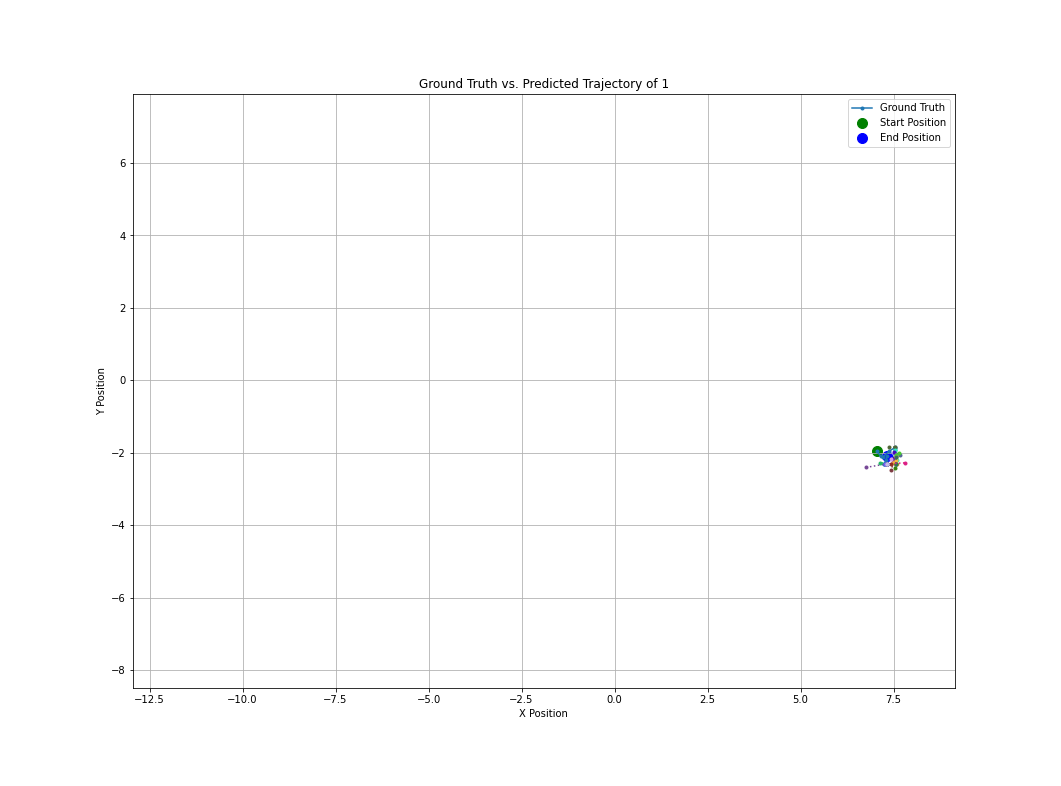 Ground Truth vs. Predicted Trajectory of 1
Ground Truth
Start Position
End Position
6
4
2
0
−2
−4
−6
−8
Y Position
−12.5 −10.0 −7.5 −5.0 −2.5 0.0 2.5 5.0 7.5
X Position